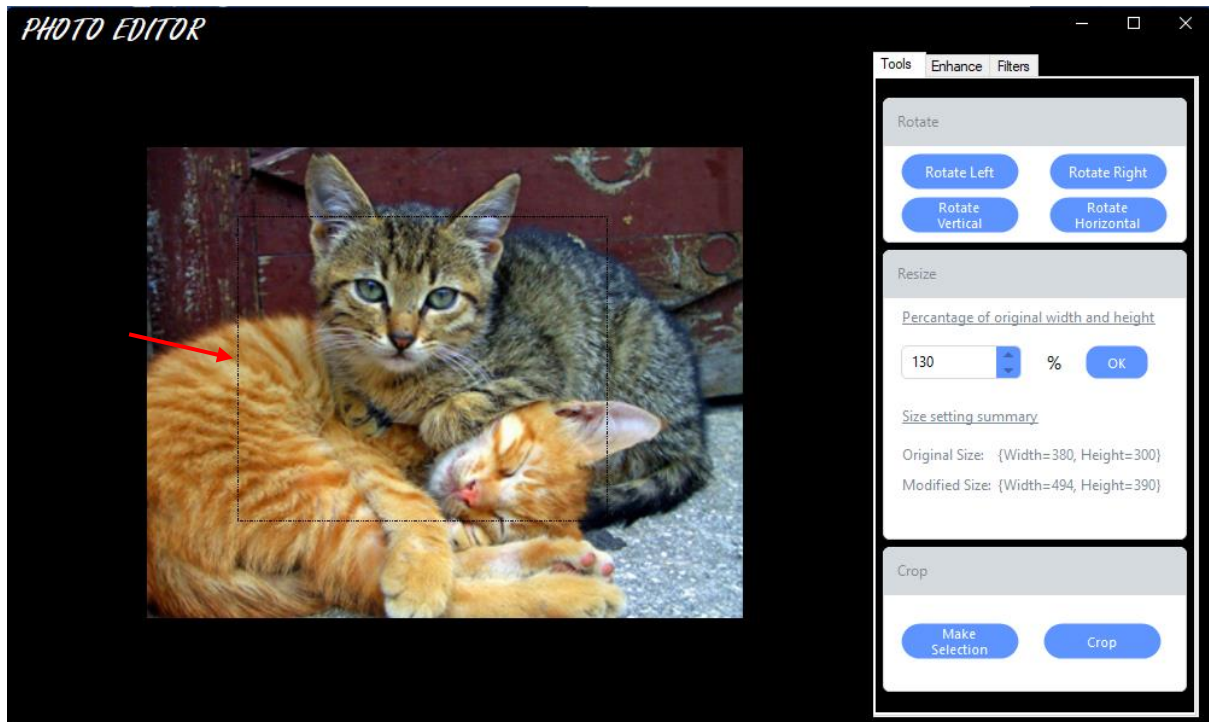 PHOTO EDITOR
Tools Enhance Filters
Rotate
Rotate Left Rotate Right
Rotate
Vertical
Rotate
Horizontal
Resize
Percantage of original width and height
130 % OK
Size setting summary
Original Size: {Width=380, Height=300}
Modified Size: {Width=494, Height=390}
Crop
Make
Selection
Crop